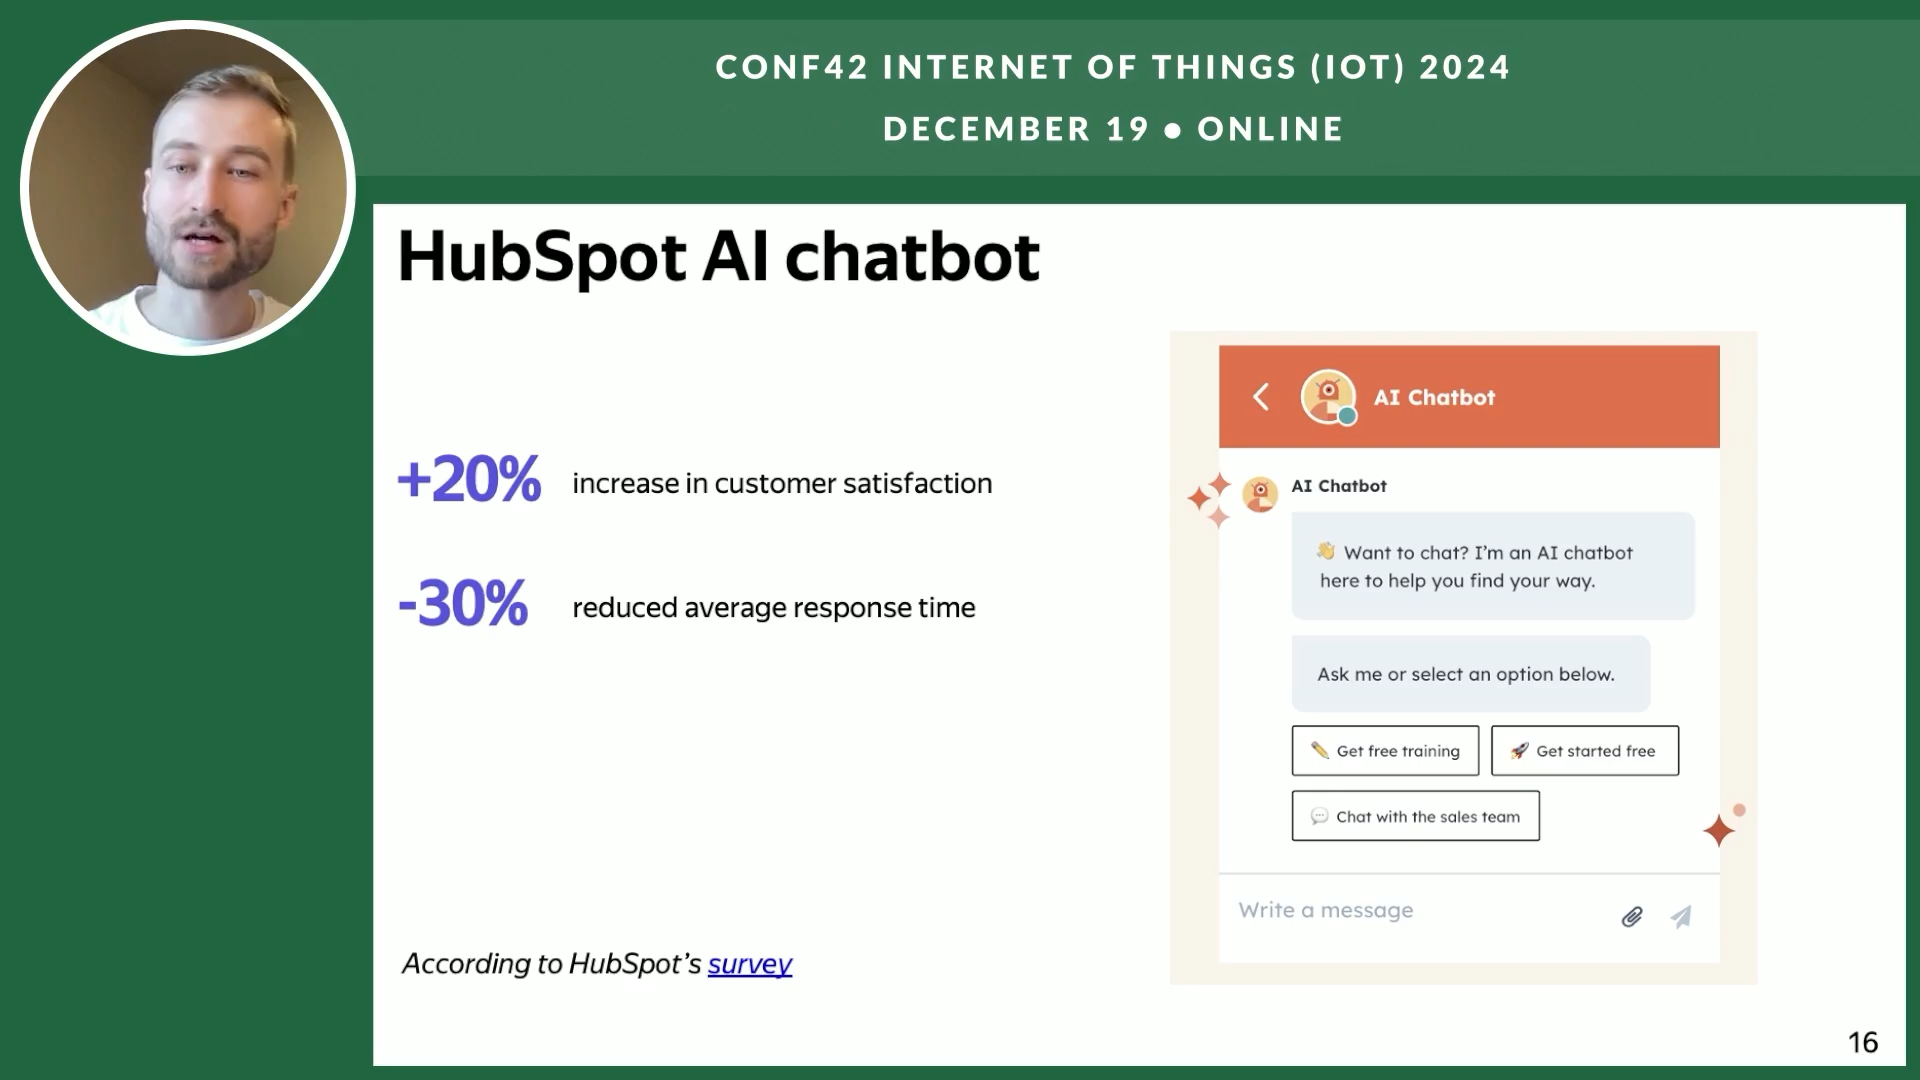 CONF42 INTERNET OF THINGS (IOT) 2024
DECEMBER 19 ● ONLINE
HubSpot AI chatbot
+20% increase in customer satisfaction
-30% reduced average response time
According to HubSpot’s survey
AI Chatbot
AI Chatbot
👋 Want to chat? I’m an AI chatbot
here to help you find your way.
Ask me or select an option below.
✏️ Get free training
🚀 Get started free
💬 Chat with the sales team
Write a message
16